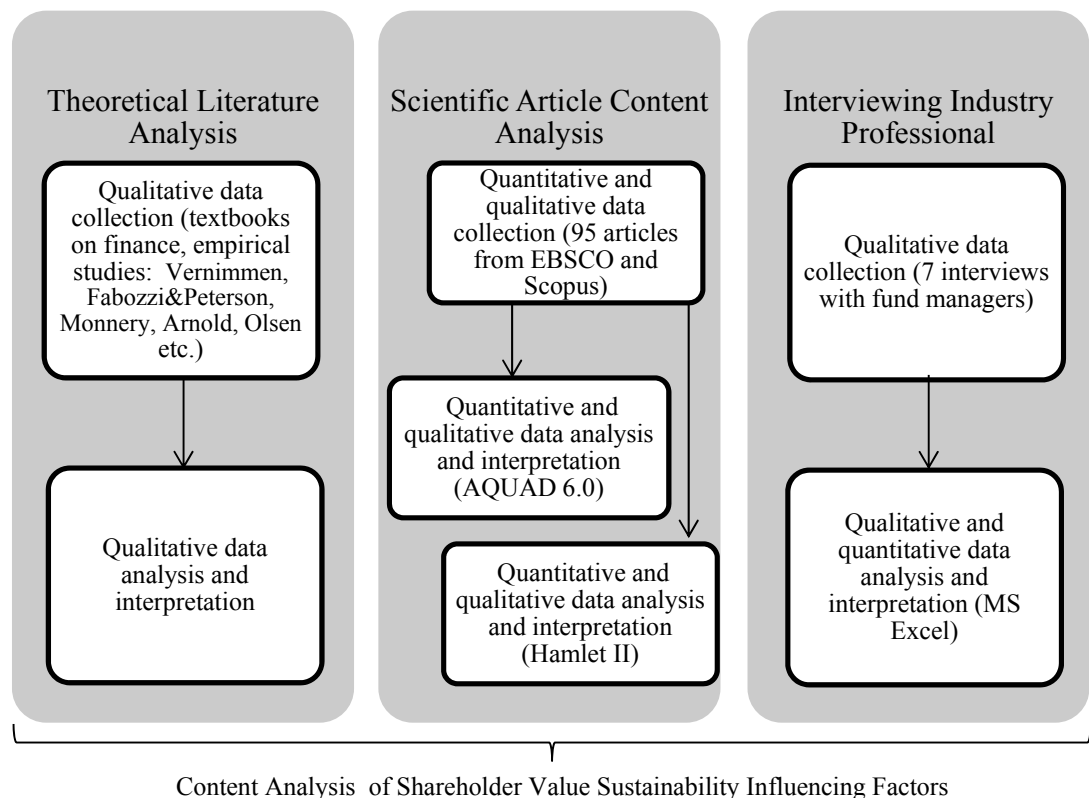 Theoretical Literature
Analysis
Qualitative data
collection (textbooks
on finance, empirical
studies: Vernimmen,
Fabozzi&Peterson,
Monnery, Arnold, Olsen
etc.)
Qualitative data
analysis and
interpretation
Scientific Article Content
Analysis
Quantitative and
qualitative data
collection (95 articles
from EBSCO and
Scopus)
Quantitative and
qualitative data analysis
and interpretation
(AQUAD 6.0)
Quantitative and
qualitative data analysis
and interpretation
(Hamlet II)
Interviewing Industry
Professional
Qualitative data
collection (7 interviews
with fund managers)
Qualitative and
quantitative data
analysis and
interpretation (MS
Excel)
Content Analysis of Shareholder Value Sustainability Influencing Factors